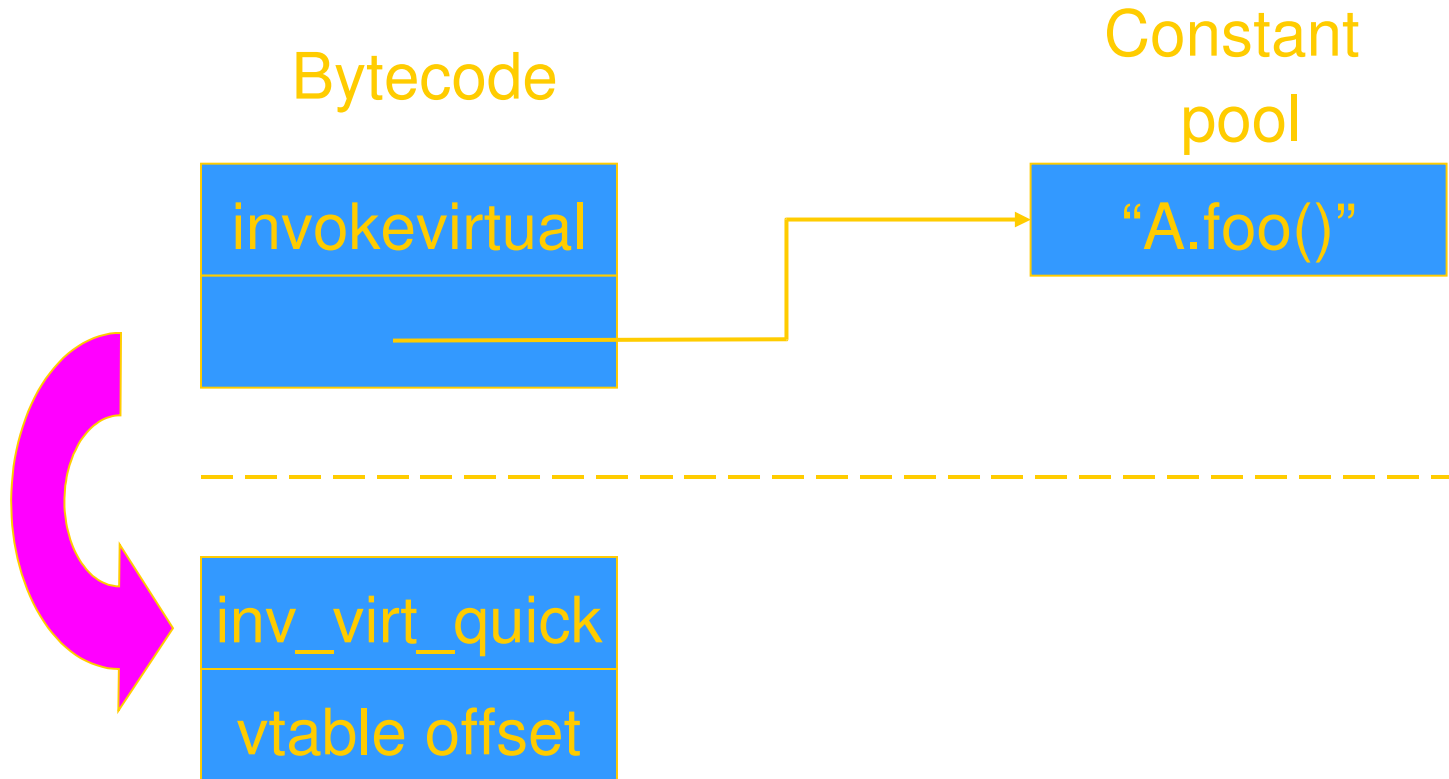 Bytecode
Constant
pool
invokevirtual
“A.foo()”
inv_virt_quick
vtable offset